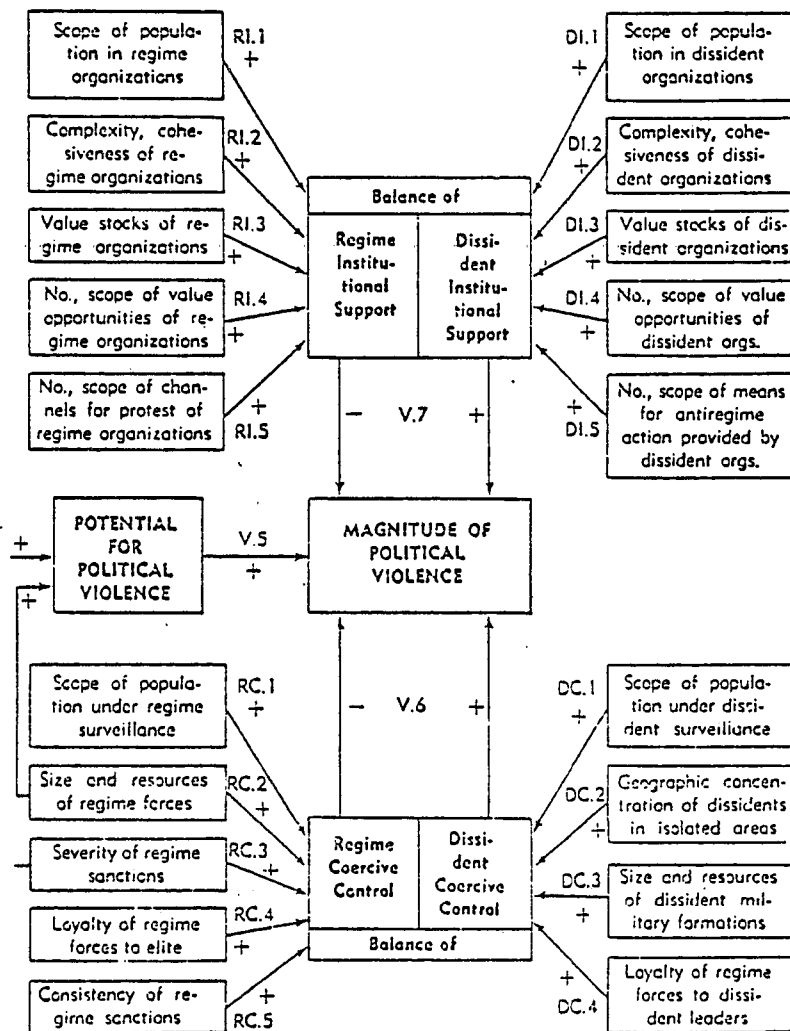 Scope of popula-
tion in regime
organizations
RI.1
+
Complexity, cohe-
siveness of re-
gime organizations
RI.2
+
Value stocks of re-
gime organizations
RI.3
+
No., scope of value
opportunities of re-
gime organizations
RI.4
+
No., scope of chan-
nels for protest of
regime organizations
+
RI.5
Balance of
Regime
Institu-
tional
Support
Dissi-
dent
Institu-
tional
Support
DI.1
+
Scope of popula-
tion in dissident
organizations
DI.2
+
Complexity, cohe-
siveness of dissi-
dent organizations
DI.3
+
Value stocks of dis-
sident organizations
DI.4
+
No., scope of value
opportunities of
dissident orgs.
+
DI.5
No., scope of means
for antiregime
action provided by
dissident orgs.
− V.7 +
+
+
POTENTIAL
FOR
POLITICAL
VIOLENCE
V.5
+
MAGNITUDE OF
POLITICAL
VIOLENCE
− V.6 +
Scope of popula-
tion under regime
surveillance
RC.1
+
Size and resources
of regime forces
RC.2
+
Severity of regime
sanctions
RC.3
+
Loyalty of regime
forces to elite
RC.4
+
Consistency of re-
gime sanctions
+
RC.5
Regime
Coercive
Control
Dissi-
dent
Coercive
Control
Balance of
DC.1
+
Scope of popula-
tion under dissi-
dent surveillance
DC.2
+
Geographic concen-
tration of dissidents
in isolated areas
DC.3
+
Size and resources
of dissident mil-
itary formations
+
DC.4
Loyalty of regime
forces to dissi-
dent leaders